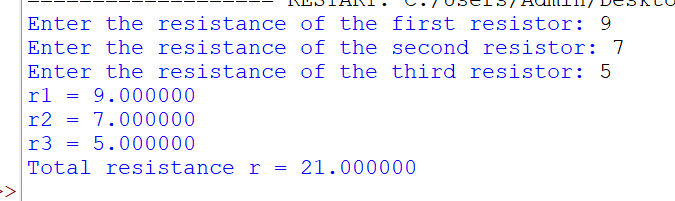 ==================== RESTART: C:/Users/Admin/Deskto
Enter the resistance of the first resistor: 9
Enter the resistance of the second resistor: 7
Enter the resistance of the third resistor: 5
r1 = 9.000000
r2 = 7.000000
r3 = 5.000000
Total resistance r = 21.000000
>>